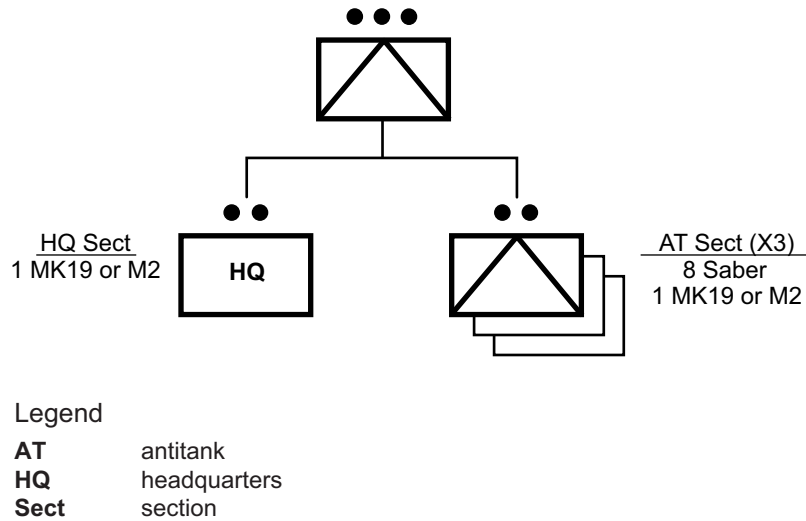 HQ Sect
1 MK19 or M2
HQ
AT Sect (X3)
8 Saber
1 MK19 or M2
Legend
AT antitank
HQ headquarters
Sect section